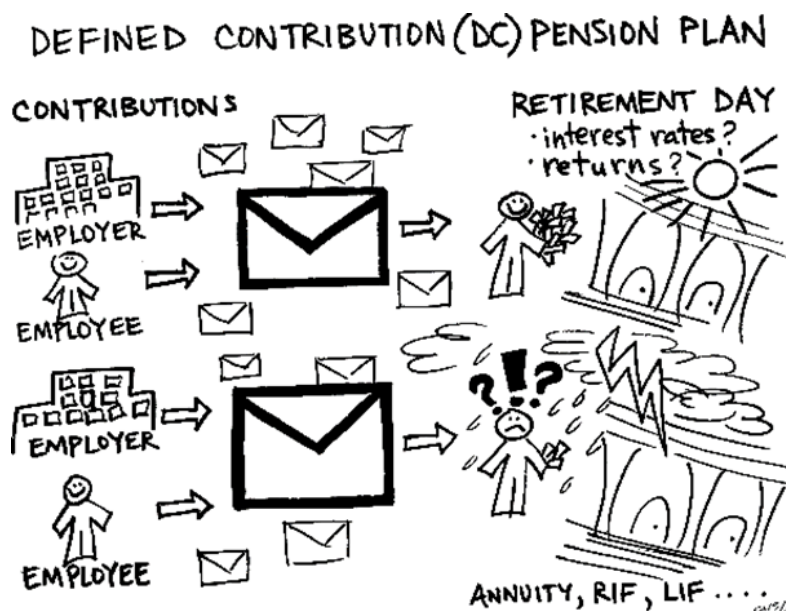 DEFINED CONTRIBUTION (DC) PENSION PLAN
CONTRIBUTIONS
RETIREMENT DAY
· interest rates?
· returns?
EMPLOYER
EMPLOYEE
? ! ?
EMPLOYER
EMPLOYEE
ANNUITY, RIF, LIF ....